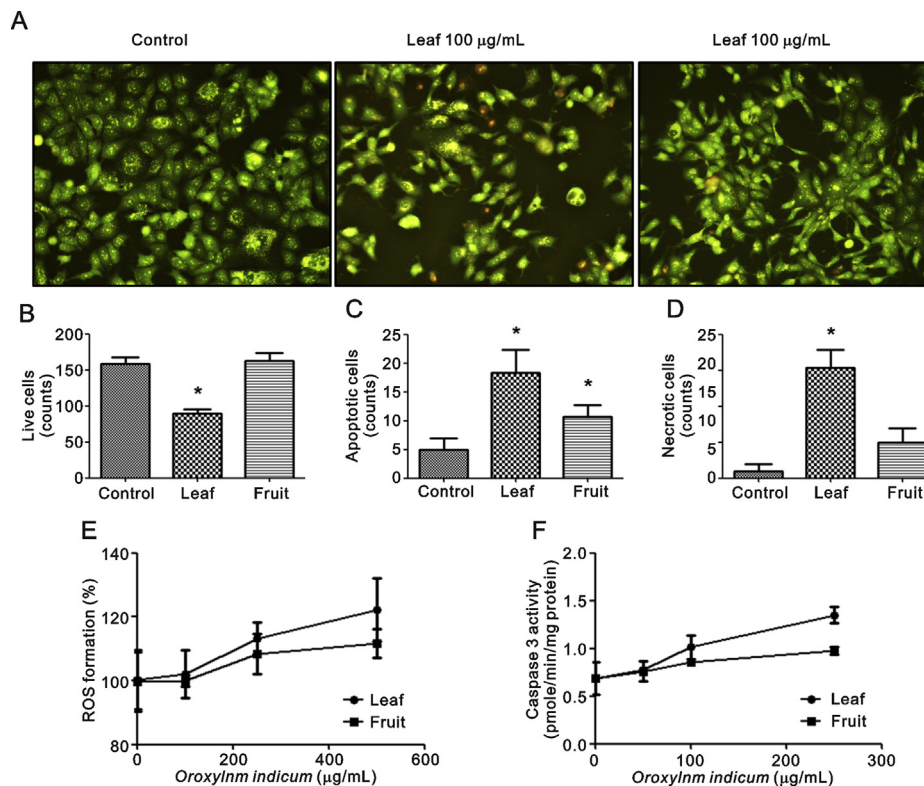 A
Control
Leaf 100 µg/mL
Leaf 100 µg/mL
B
Live cells
(counts)
200
150
100
50
0
*
Control
Leaf
Fruit
C
Apoptotic cells
(counts)
25
20
15
10
5
0
*
*
Control
Leaf
Fruit
D
Necrotic cells
(counts)
25
20
10
5
5
0
*
Control
Leaf
Fruit
E
ROS formation (%)
140
120
100
80
0
200
400
600
Leaf
Fruit
Oroxylnm indicum (µg/mL)
F
Caspase 3 activity
(pmole/min/mg protein)
2.0
1.5
1.0
0.5
0.0
0
100
200
300
Leaf
Fruit
Oroxylnm indicum (µg/mL)